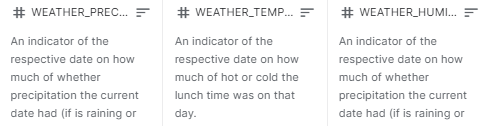 # WEATHER_PREC...
An indicator of the
respective date on how
much of whether
precipitation the current
date had (if is raining or
# WEATHER_TEMP...
An indicator of the
respective date on how
much of hot or cold the
lunch time was on that
day.
# WEATHER_HUMI...
An indicator of the
respective date on how
much of whether
precipitation the current
date had (if is raining or